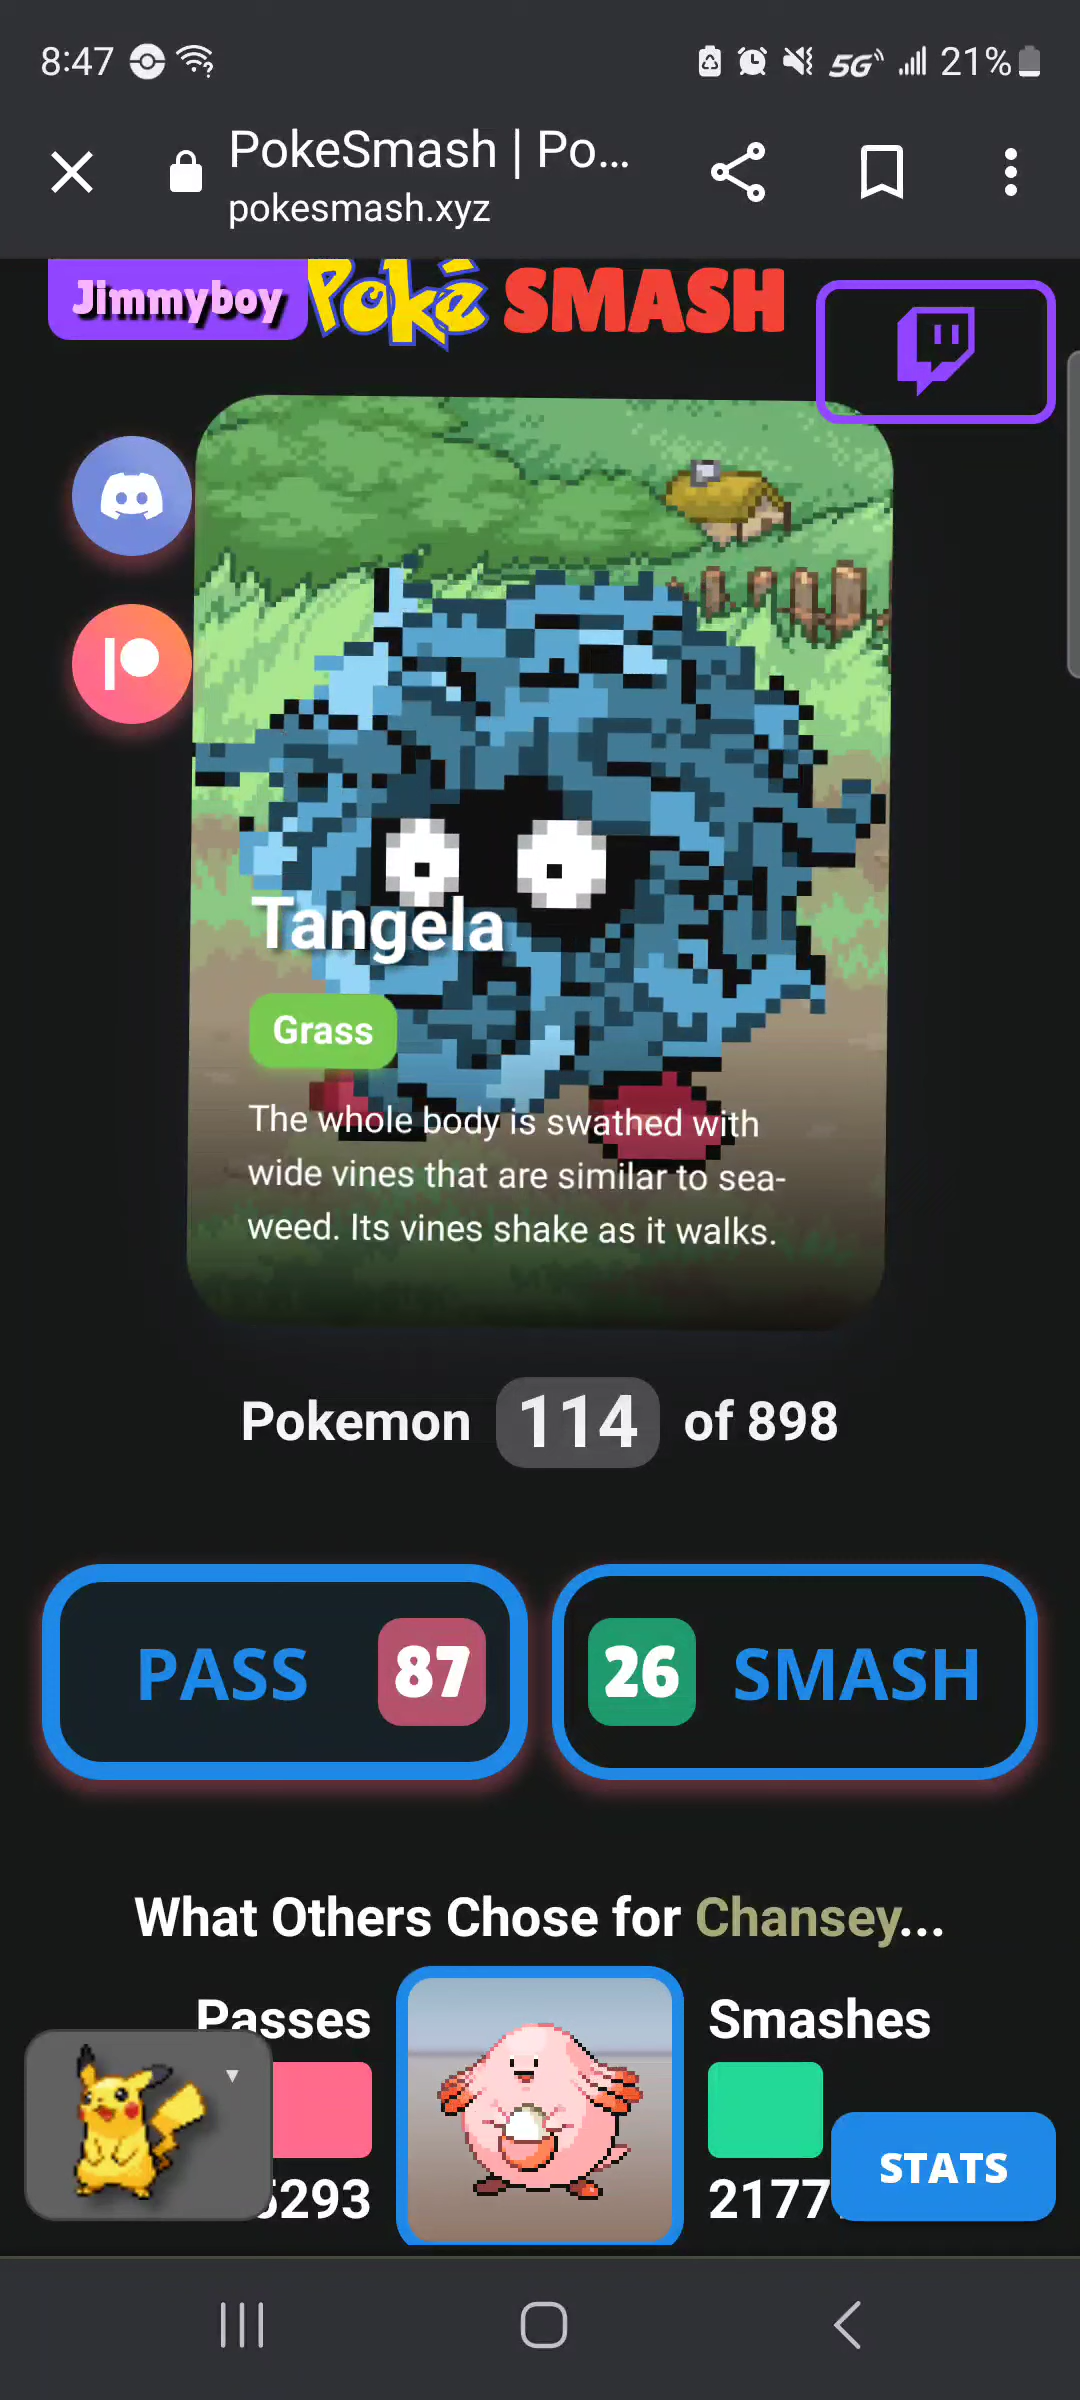 8:47
5G
21%
PokeSmash | Po...
pokesmash.xyz
Jimmyboy
Poké SMASH
Tangela
Grass
The whole body is swathed with
wide vines that are similar to sea-
weed. Its vines shake as it walks.
Pokemon 114 of 898
PASS 87
26 SMASH
What Others Chose for Chansey...
Passes
Smashes
STATS